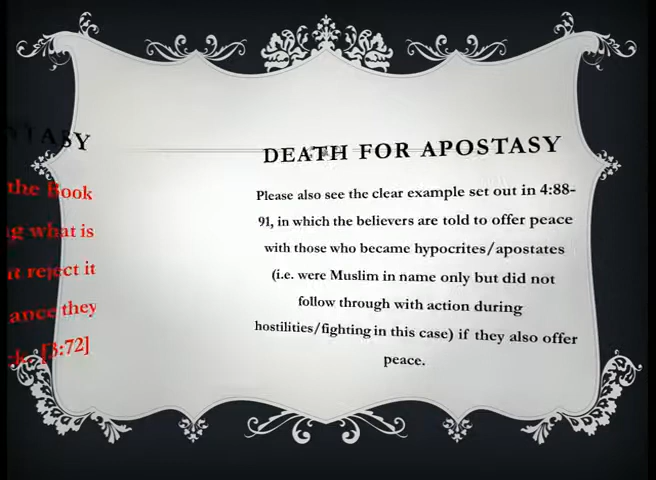 DEATH FOR APOSTASY
Please also see the clear example set out in 4:88-
91, in which the believers are told to offer peace
with those who became hypocrites/apostates
(i.e. were Muslim in name only but did not
follow through with action during
hostilities/fighting in this case) if they also offer
peace.
the Book
what is
reject it
they
[3:72]